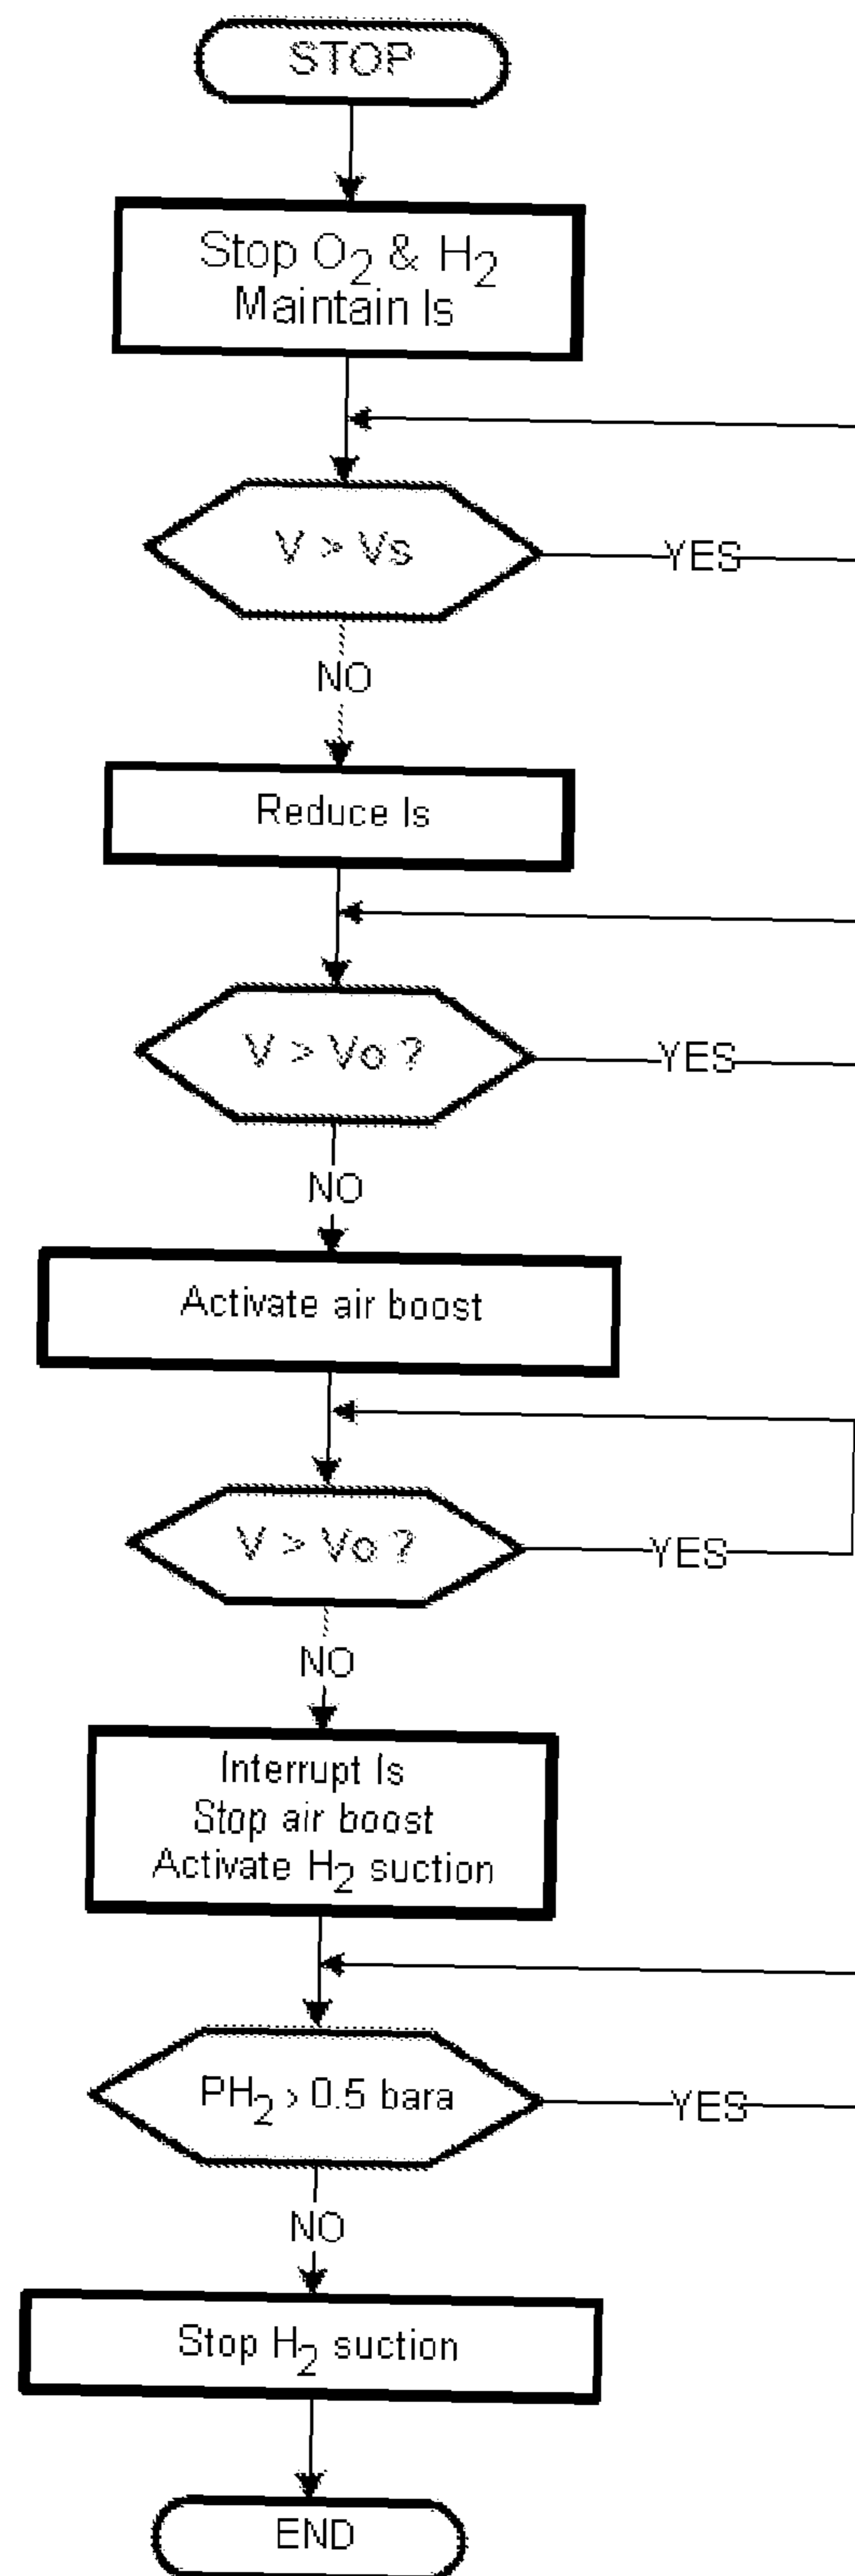 STOP
Stop O₂ & H₂
Maintain Is
V > Vs
YES
NO
Reduce Is
V > Vo ?
YES
NO
Activate air boost
V > Vo ?
YES
NO
Interrupt Is
Stop air boost
Activate H₂ suction
PH₂ > 0.5 bara
YES
NO
Stop H₂ suction
END